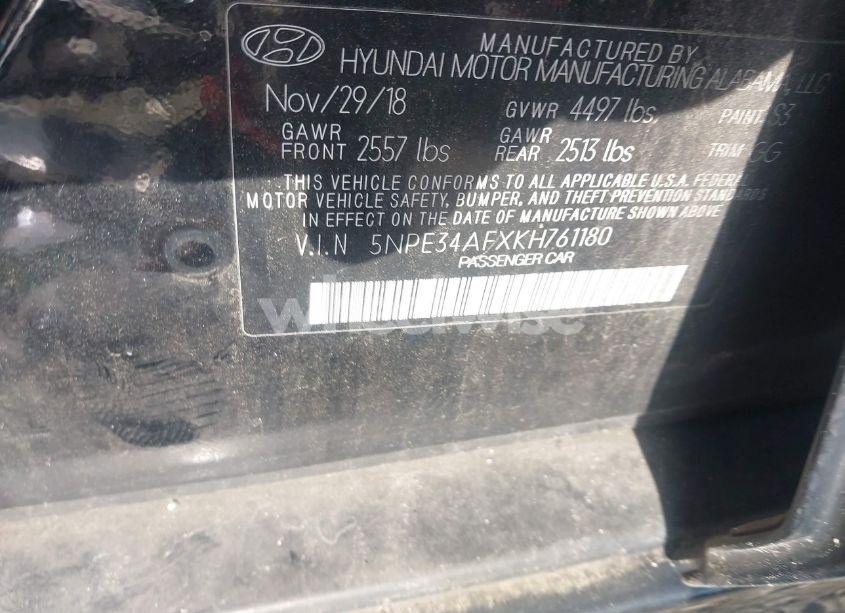 MANUFACTURED BY
HYUNDAI MOTOR MANUFACTURING ALABAMA, LLC
Nov/29/18 GVWR 4497 lbs. PAINT S3
GAWR FRONT 2557 lbs GAWR REAR 2513 lbs TRIM GG
THIS VEHICLE CONFORMS TO ALL APPLICABLE U.S.A. FEDERAL
MOTOR VEHICLE SAFETY, BUMPER, AND THEFT PREVENTION STANDARDS
IN EFFECT ON THE DATE OF MANUFACTURE SHOWN ABOVE
V.I.N 5NPE34AFXKH761180
PASSENGER CAR
wheelwise